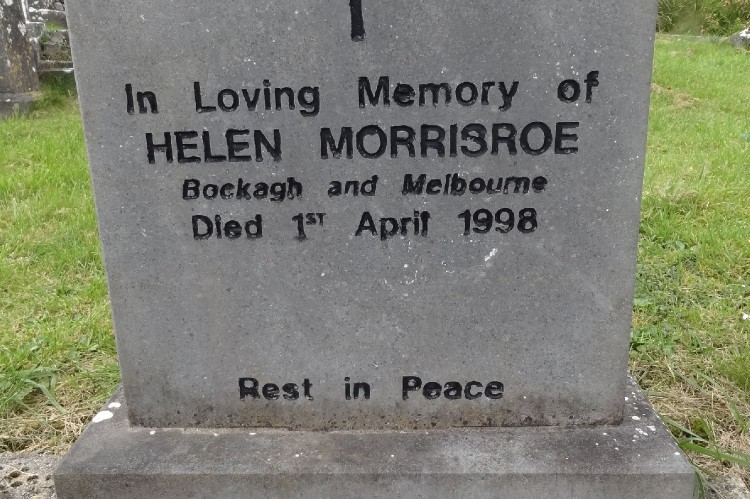 In Loving Memory of
HELEN MORRISROE
Bockagh and Melbourne
Died 1ST April 1998
Rest in Peace